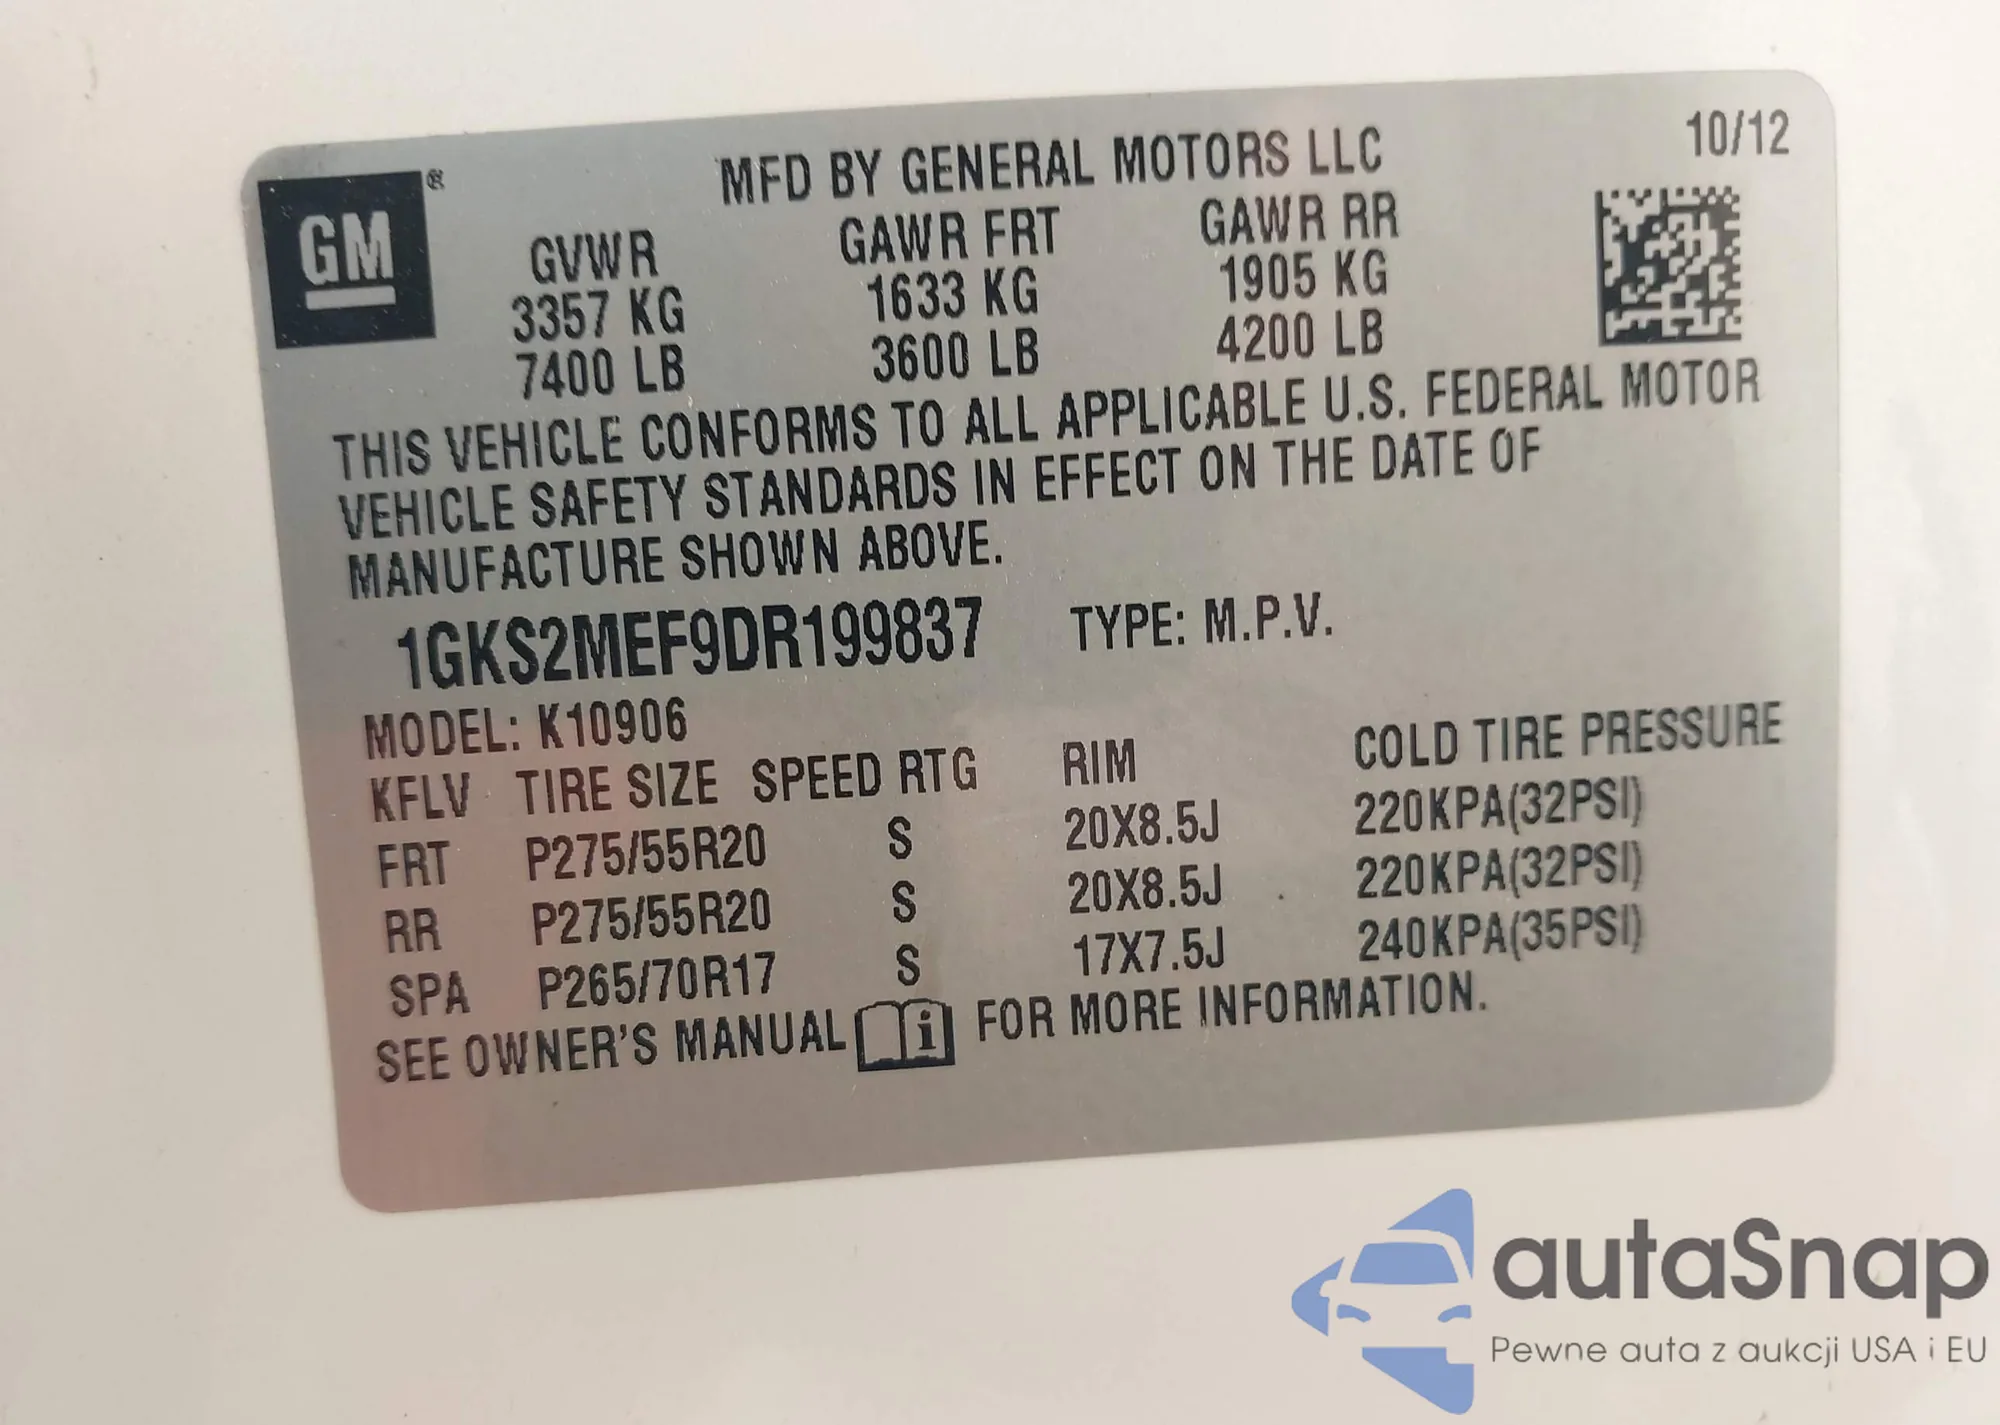 10/12
GM®
MFD BY GENERAL MOTORS LLC
GVWR GAWR FRT GAWR RR
3357 KG 1633 KG 1905 KG
7400 LB 3600 LB 4200 LB
THIS VEHICLE CONFORMS TO ALL APPLICABLE U.S. FEDERAL MOTOR
VEHICLE SAFETY STANDARDS IN EFFECT ON THE DATE OF
MANUFACTURE SHOWN ABOVE.
1GKS2MEF9DR199837 TYPE: M.P.V.
MODEL: K10906
KFLV TIRE SIZE SPEED RTG RIM COLD TIRE PRESSURE
FRT P275/55R20 S 20X8.5J 220KPA(32PSI)
RR P275/55R20 S 20X8.5J 220KPA(32PSI)
SPA P265/70R17 S 17X7.5J 240KPA(35PSI)
SEE OWNER'S MANUAL i FOR MORE INFORMATION.
autaSnap
Pewne auta z aukcji USA i EU